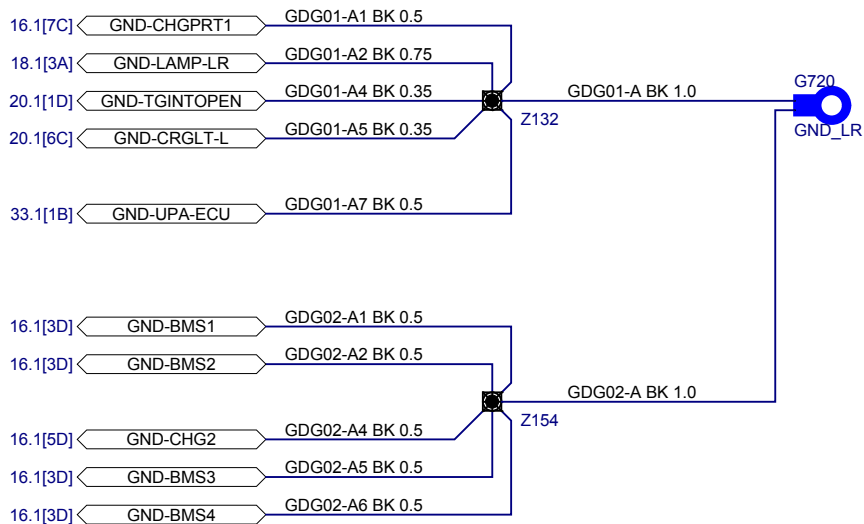 16.1[7C] GND-CHGPRT1 GDG01-A1 BK 0.5
18.1[3A] GND-LAMP-LR GDG01-A2 BK 0.75
G720
20.1[1D] GND-TGINTOPEN GDG01-A4 BK 0.35 GDG01-A BK 1.0
Z132
GND_LR
20.1[6C] GND-CRGLT-L GDG01-A5 BK 0.35
33.1[1B] GND-UPA-ECU GDG01-A7 BK 0.5
16.1[3D] GND-BMS1 GDG02-A1 BK 0.5
16.1[3D] GND-BMS2 GDG02-A2 BK 0.5
GDG02-A BK 1.0
Z154
16.1[5D] GND-CHG2 GDG02-A4 BK 0.5
16.1[3D] GND-BMS3 GDG02-A5 BK 0.5
16.1[3D] GND-BMS4 GDG02-A6 BK 0.5